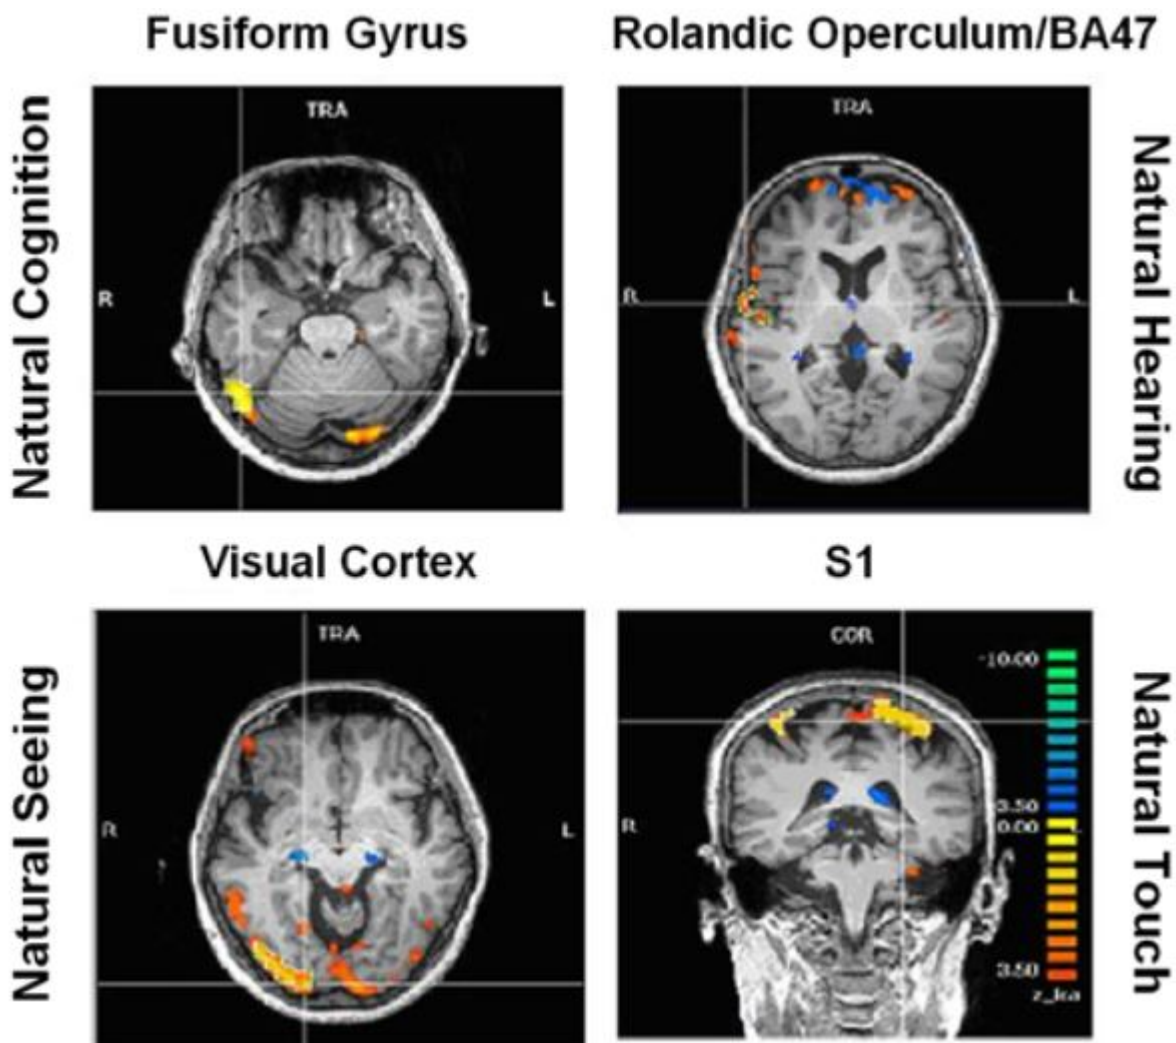 Fusiform Gyrus
Rolandic Operculum/BA47
Natural Cognition
TRA
R
L
TRA
R
L
Natural Hearing
Visual Cortex
S1
Natural Seeing
TRA
R
L
COR
R
-10.00
3.50
0.00
3.50
Natural Touch